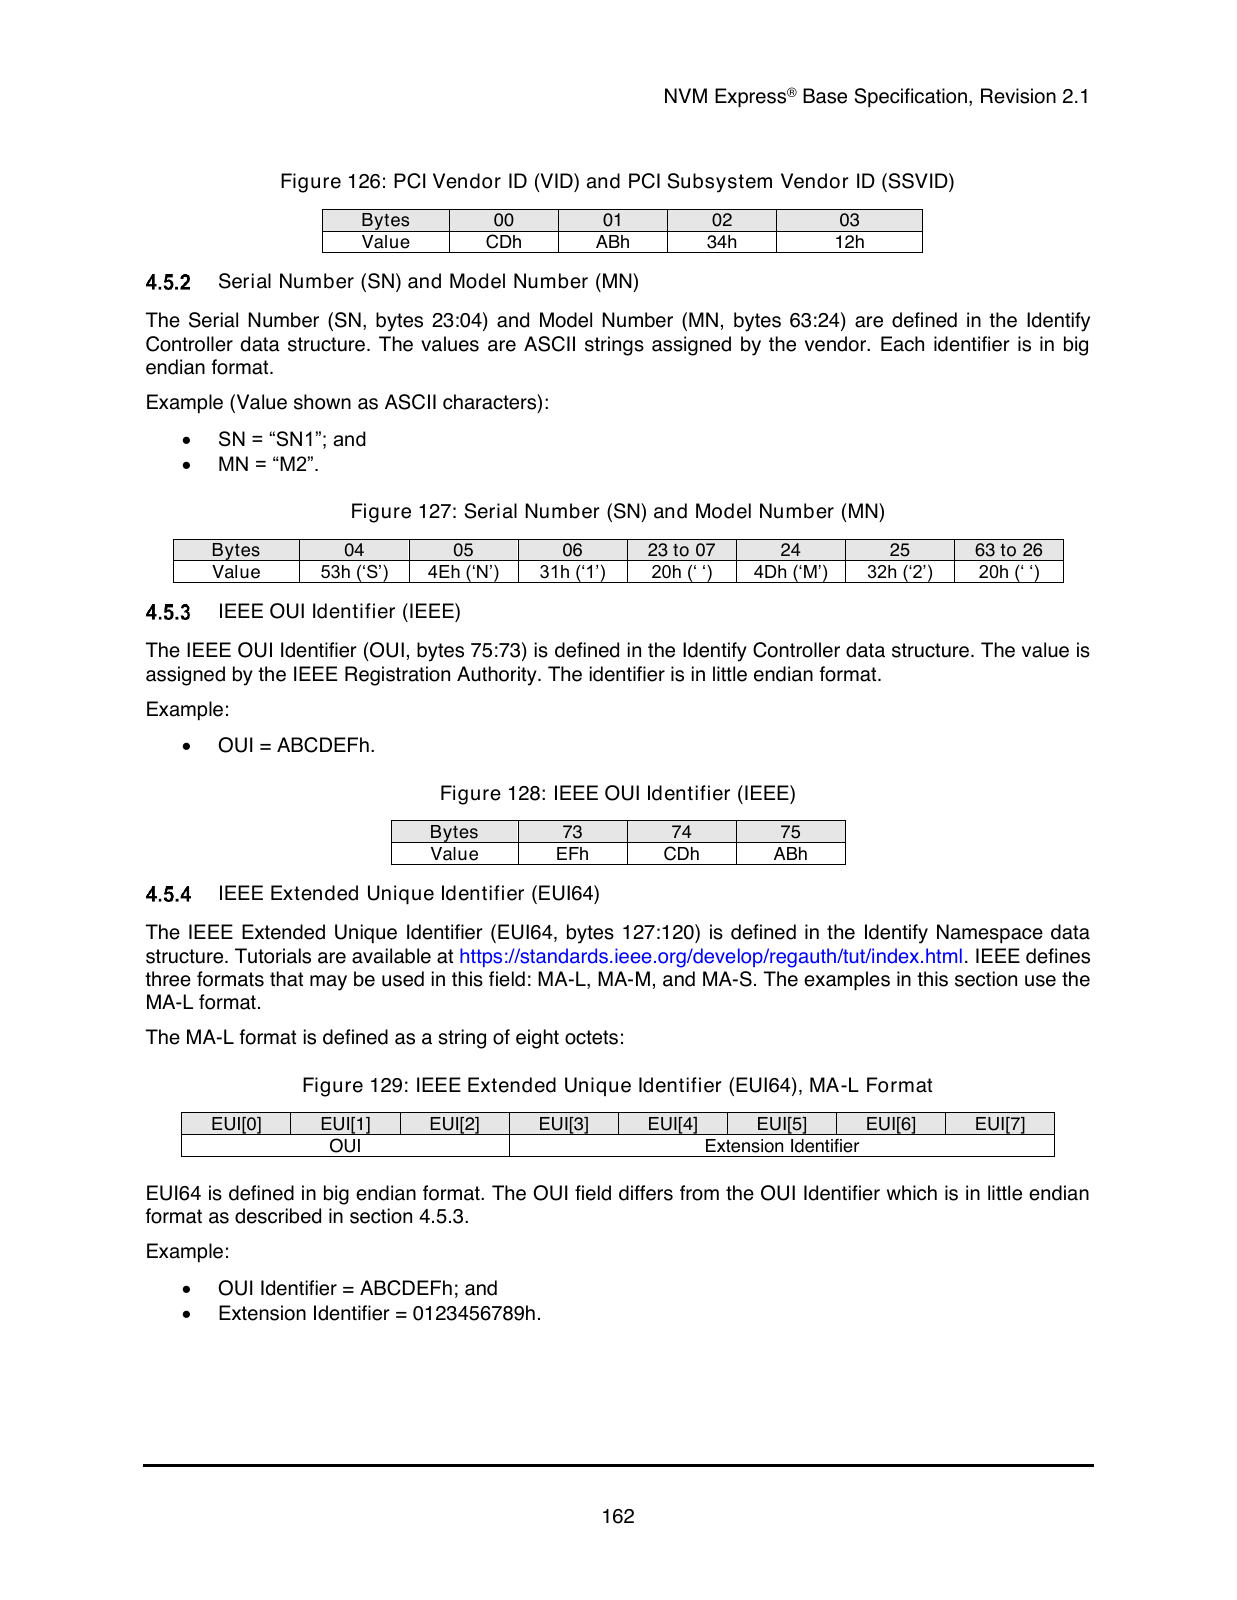 NVM Express® Base Specification, Revision 2.1
Figure 126: PCI Vendor ID (VID) and PCI Subsystem Vendor ID (SSVID)
Bytes 00 01 02 03
Value CDh ABh 34h 12h
4.5.2 Serial Number (SN) and Model Number (MN)
The Serial Number (SN, bytes 23:04) and Model Number (MN, bytes 63:24) are defined in the Identify
Controller data structure. The values are ASCII strings assigned by the vendor. Each identifier is in big
endian format.
Example (Value shown as ASCII characters):
• SN = “SN1”; and
• MN = “M2”.
Figure 127: Serial Number (SN) and Model Number (MN)
Bytes 04 05 06 23 to 07 24 25 63 to 26
Value 53h (‘S’) 4Eh (‘N’) 31h (‘1’) 20h (‘ ‘) 4Dh (‘M’) 32h (‘2’) 20h (‘ ‘)
4.5.3 IEEE OUI Identifier (IEEE)
The IEEE OUI Identifier (OUI, bytes 75:73) is defined in the Identify Controller data structure. The value is
assigned by the IEEE Registration Authority. The identifier is in little endian format.
Example:
• OUI = ABCDEFh.
Figure 128: IEEE OUI Identifier (IEEE)
Bytes 73 74 75
Value EFh CDh ABh
4.5.4 IEEE Extended Unique Identifier (EUI64)
The IEEE Extended Unique Identifier (EUI64, bytes 127:120) is defined in the Identify Namespace data
structure. Tutorials are available at https://standards.ieee.org/develop/regauth/tut/index.html. IEEE defines
three formats that may be used in this field: MA-L, MA-M, and MA-S. The examples in this section use the
MA-L format.
The MA-L format is defined as a string of eight octets:
Figure 129: IEEE Extended Unique Identifier (EUI64), MA-L Format
EUI[0] EUI[1] EUI[2] EUI[3] EUI[4] EUI[5] EUI[6] EUI[7]
OUI Extension Identifier
EUI64 is defined in big endian format. The OUI field differs from the OUI Identifier which is in little endian
format as described in section 4.5.3.
Example:
• OUI Identifier = ABCDEFh; and
• Extension Identifier = 0123456789h.
162